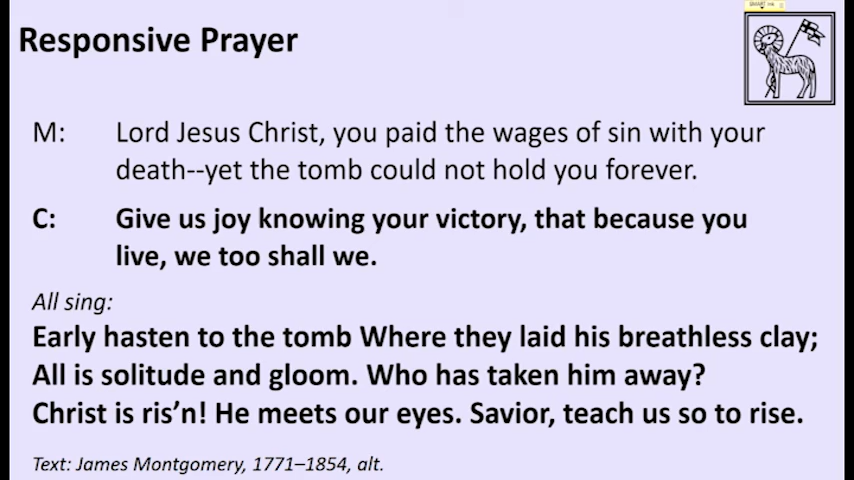 Responsive Prayer
M: Lord Jesus Christ, you paid the wages of sin with your
death--yet the tomb could not hold you forever.
C: Give us joy knowing your victory, that because you
live, we too shall we.
All sing:
Early hasten to the tomb Where they laid his breathless clay;
All is solitude and gloom. Who has taken him away?
Christ is ris’n! He meets our eyes. Savior, teach us so to rise.
Text: James Montgomery, 1771–1854, alt.